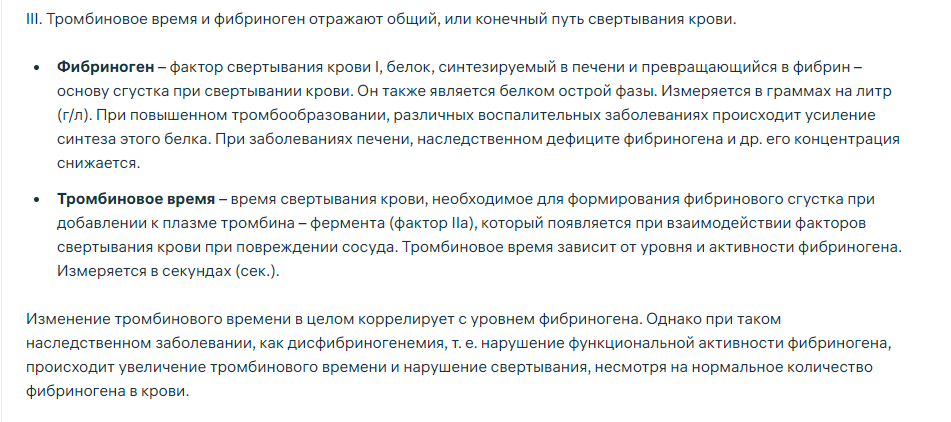 III. Тромбиновое время и фибриноген отражают общий, или конечный путь свертывания крови.
• Фибриноген – фактор свертывания крови I, белок, синтезируемый в печени и превращающийся в фибрин –
основу сгустка при свертывании крови. Он также является белком острой фазы. Измеряется в граммах на литр
(г/л). При повышенном тромбообразовании, различных воспалительных заболеваниях происходит усиление
синтеза этого белка. При заболеваниях печени, наследственном дефиците фибриногена и др. его концентрация
снижается.
• Тромбиновое время – время свертывания крови, необходимое для формирования фибринового сгустка при
добавлении к плазме тромбина – фермента (фактор IIa), который появляется при взаимодействии факторов
свертывания крови при повреждении сосуда. Тромбиновое время зависит от уровня и активности фибриногена.
Измеряется в секундах (сек.).
Изменение тромбинового времени в целом коррелирует с уровнем фибриногена. Однако при таком
наследственном заболевании, как дисфибриногенемия, т. е. нарушение функциональной активности фибриногена,
происходит увеличение тромбинового времени и нарушение свертывания, несмотря на нормальное количество
фибриногена в крови.